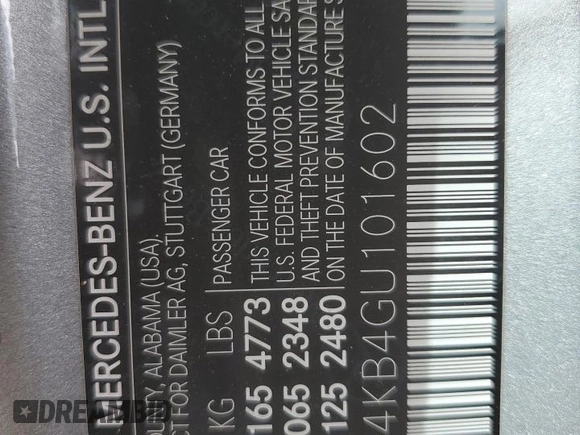 MERCEDES-BENZ U.S. INTL
ALABAMA (USA).
FOR DAIMLER AG, STUTTGART (GERMANY)
KG LBS PASSENGER CAR
165 4773 THIS VEHICLE CONFORMS TO ALL
065 2348 U.S. FEDERAL MOTOR VEHICLE SA
125 2480 AND THEFT PREVENTION STANDAR
ON THE DATE OF MANUFACTURE S
4KB4GU101602
DREAMBID